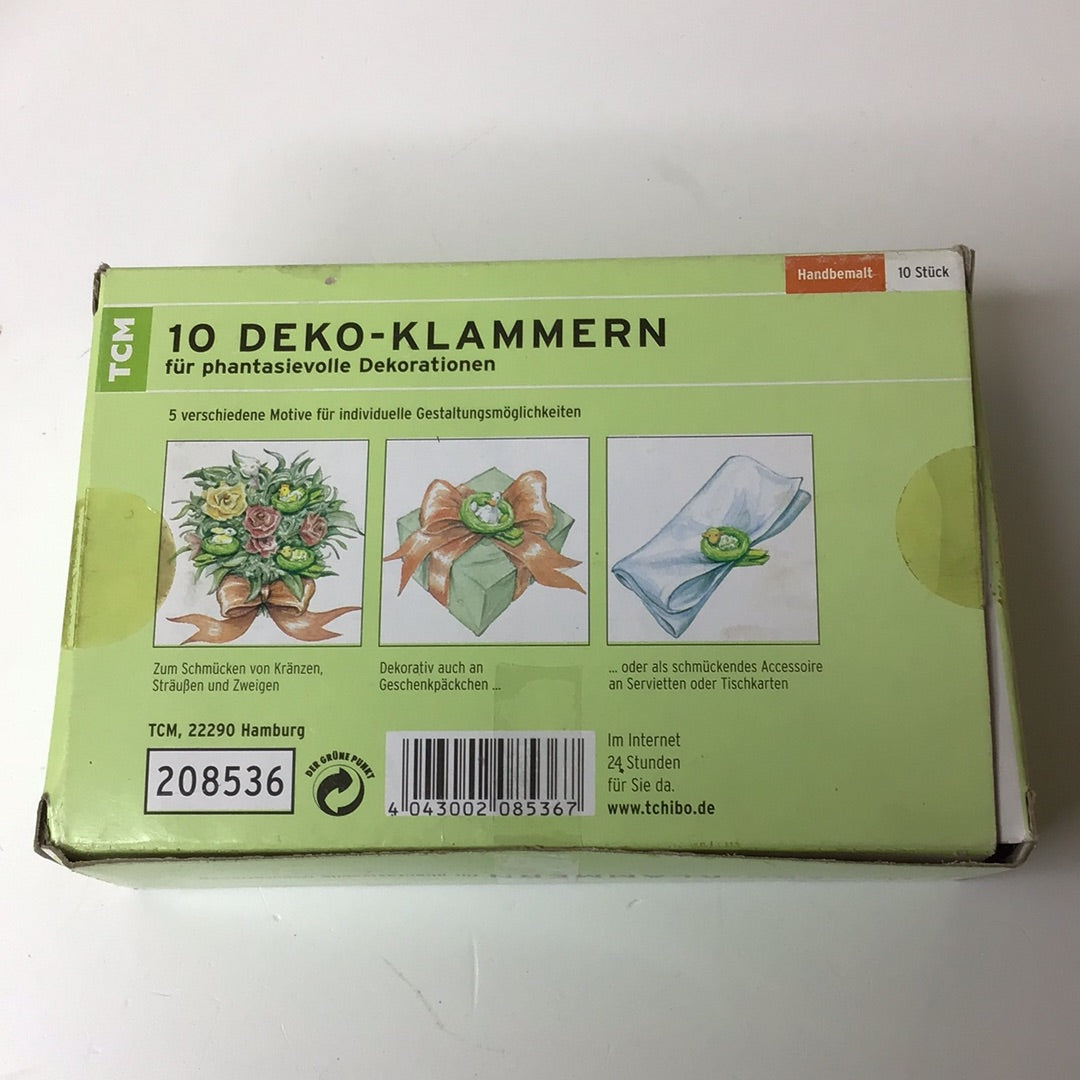 Handbemalt 10 Stück
TCM
10 DEKO-KLAMMERN
für phantasievolle Dekorationen
5 verschiedene Motive für individuelle Gestaltungsmöglichkeiten
Zum Schmücken von Kränzen,
Sträußen und Zweigen
Dekorativ auch an
Geschenkpäckchen ...
... oder als schmückendes Accessoire
an Servietten oder Tischkarten
TCM, 22290 Hamburg
208536
DER GRÜNE PUNKT
4 043002 085367
Im Internet
24 Stunden
für Sie da.
www.tchibo.de